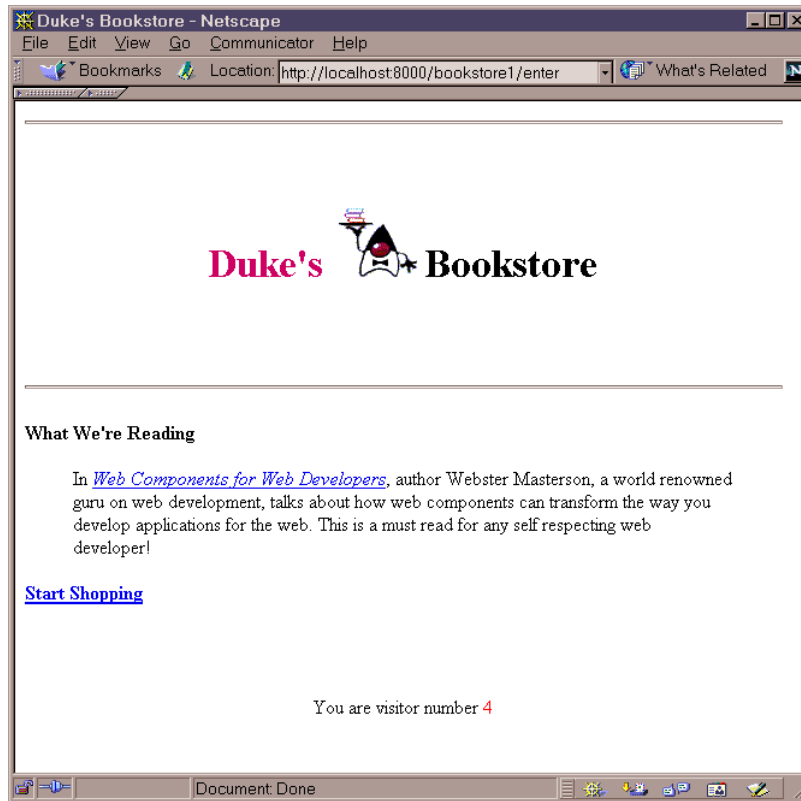 Duke's Bookstore - Netscape
File Edit View Go Communicator Help
Bookmarks Location: http://localhost:8000/bookstore1/enter What's Related N
Duke's Bookstore
What We're Reading
In Web Components for Web Developers, author Webster Masterson, a world renowned
guru on web development, talks about how web components can transform the way you
develop applications for the web. This is a must read for any self respecting web
developer!
Start Shopping
You are visitor number 4
Document: Done